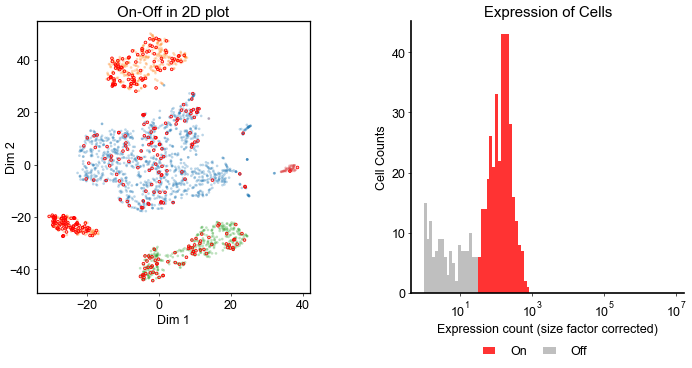 On-Off in 2D plot
Expression of Cells
40
20
0
−20
−40
Dim 2
−20 0 20 40
Dim 1
40
30
20
10
0
Cell Counts
10^1 10^3 10^5 10^7
Expression count (size factor corrected)
On Off